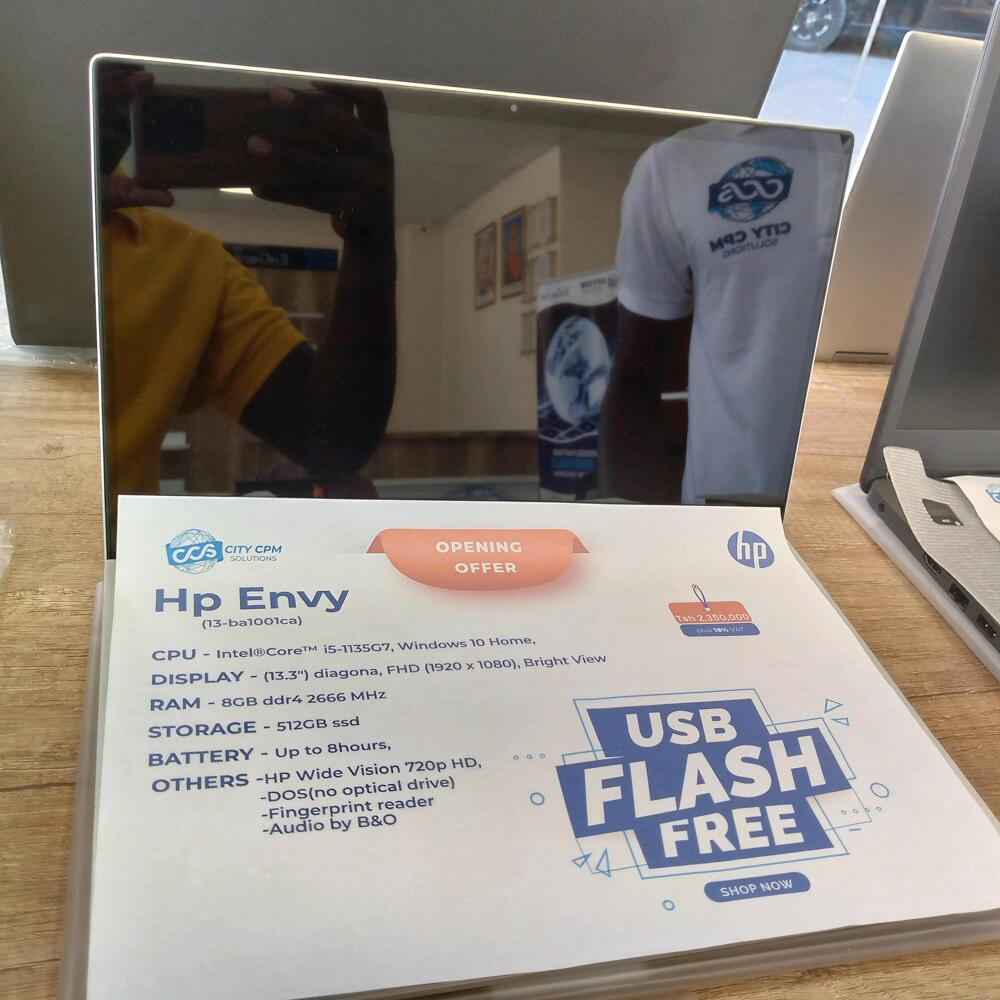 CCS
CITY CPM
SOLUTIONS
CCS
CITY CPM
SOLUTIONS
OPENING
OFFER
hp
Hp Envy
(13-ba1001ca)
Tsh 2,350,000
plus 18% VAT
CPU - Intel®Core™ i5-1135G7, Windows 10 Home,
DISPLAY - (13.3") diagona, FHD (1920 x 1080), Bright View
RAM - 8GB ddr4 2666 MHz
STORAGE - 512GB ssd
BATTERY - Up to 8hours,
OTHERS -HP Wide Vision 720p HD,
-DOS(no optical drive)
-Fingerprint reader
-Audio by B&O
USB
FLASH
FREE
SHOP NOW